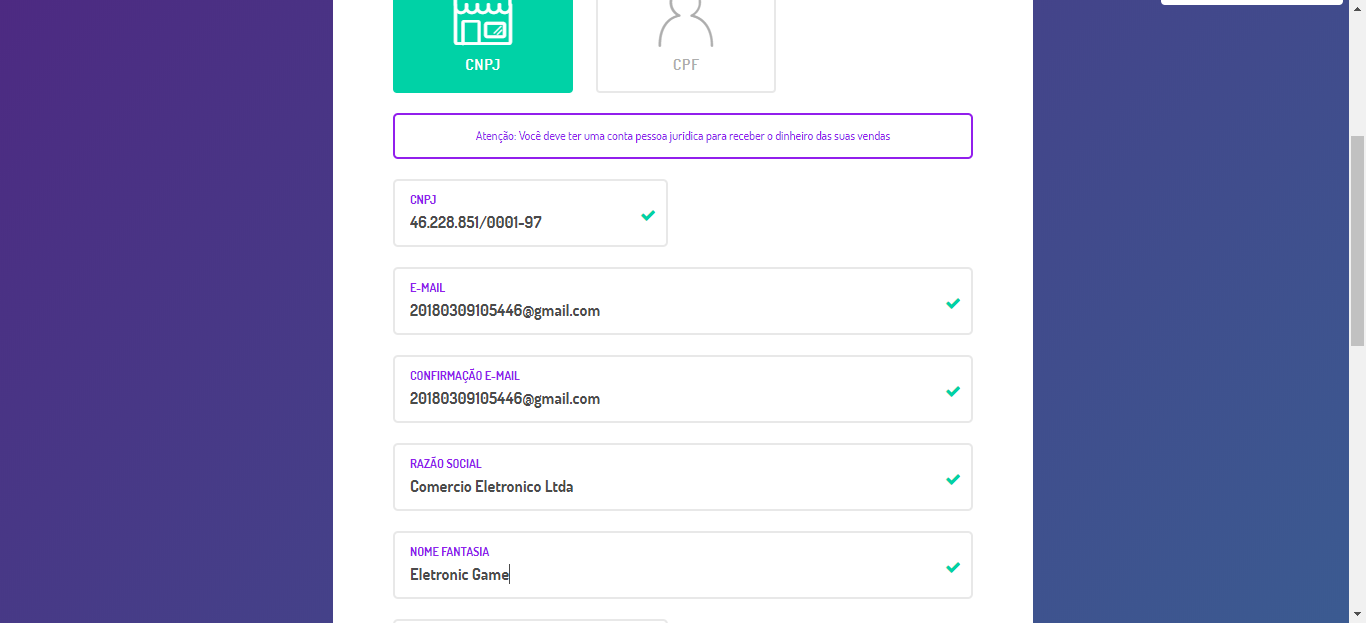 CNPJ
CPF
Atenção: Você deve ter uma conta pessoa jurídica para receber o dinheiro das suas vendas
CNPJ
46.228.851/0001-97
E-MAIL
20180309105446@gmail.com
CONFIRMAÇÃO E-MAIL
20180309105446@gmail.com
RAZÃO SOCIAL
Comercio Eletronico Ltda
NOME FANTASIA
Eletronic Game